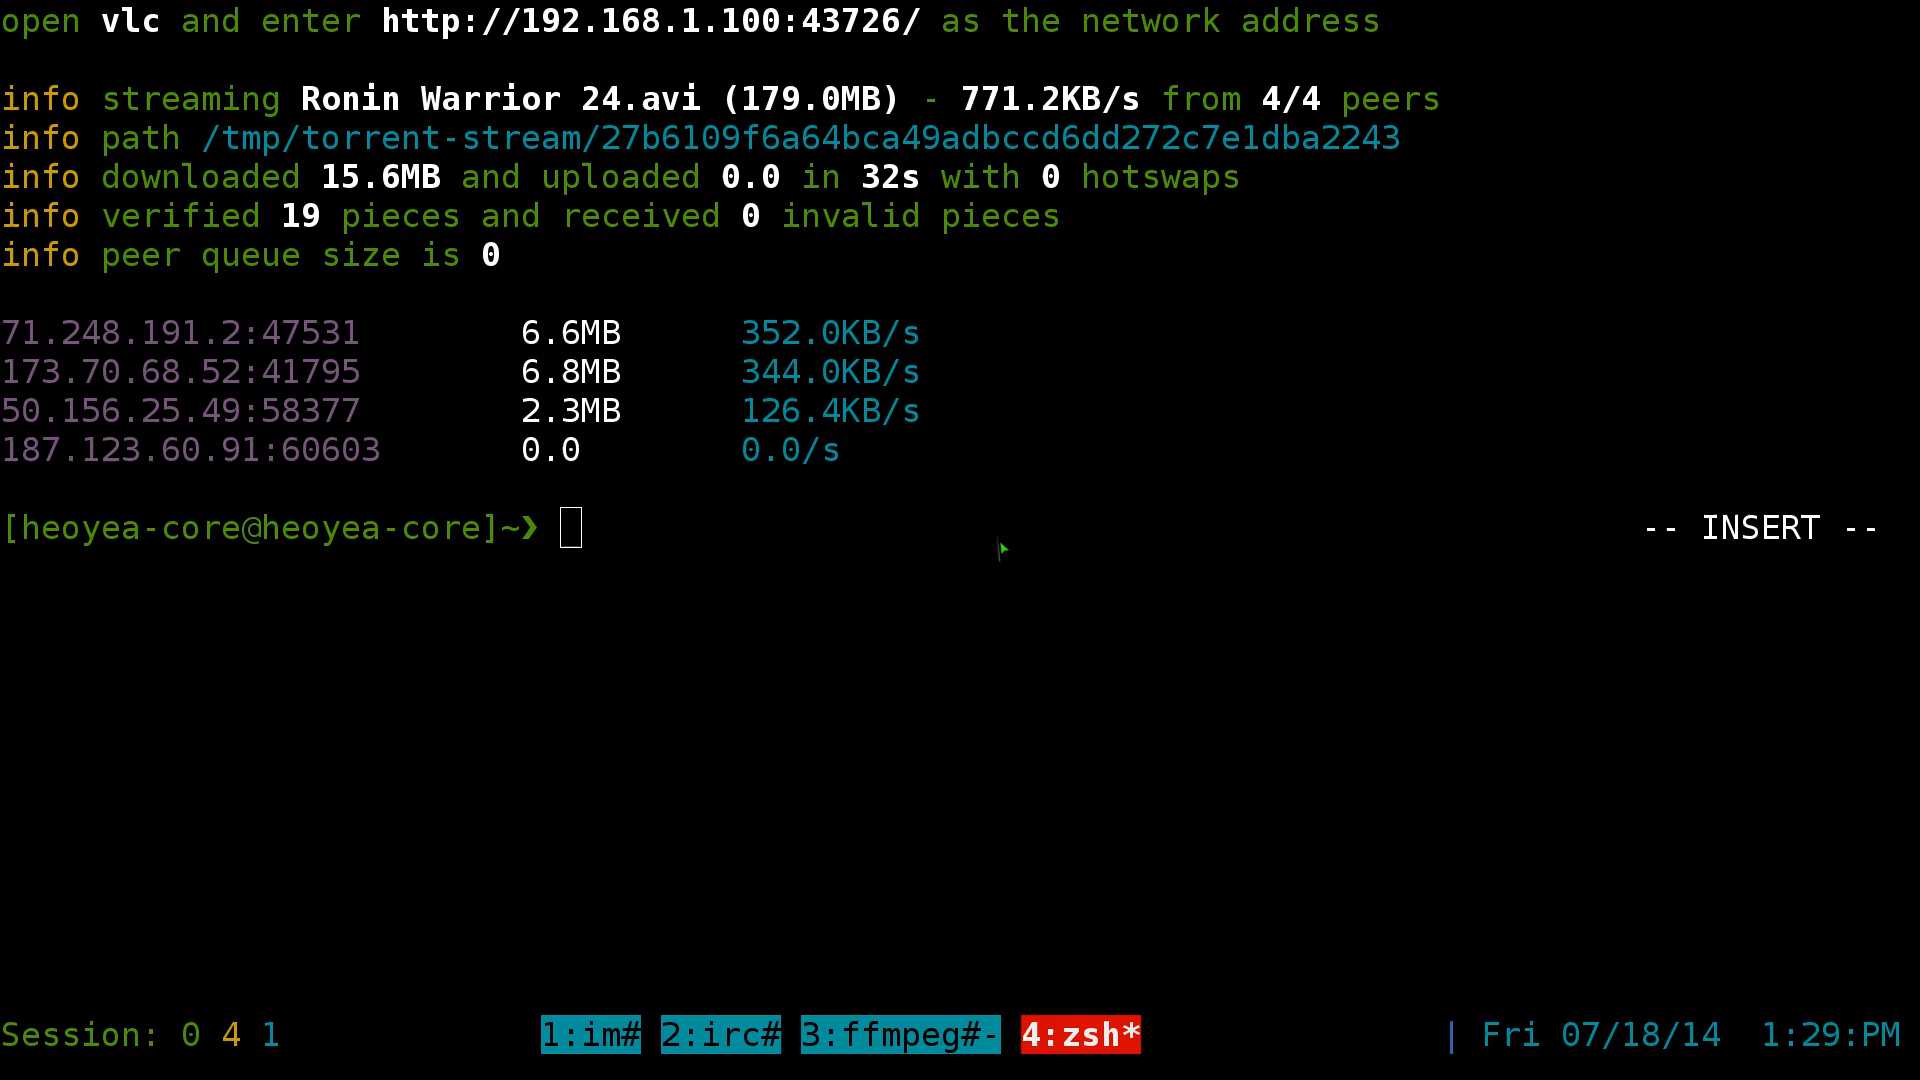 open vlc and enter http://192.168.1.100:43726/ as the network address
info streaming Ronin Warrior 24.avi (179.0MB) - 771.2KB/s from 4/4 peers
info path /tmp/torrent-stream/27b6109f6a64bca49adbccd6dd272c7e1dba2243
info downloaded 15.6MB and uploaded 0.0 in 32s with 0 hotswaps
info verified 19 pieces and received 0 invalid pieces
info peer queue size is 0
71.248.191.2:47531 6.6MB 352.0KB/s
173.70.68.52:41795 6.8MB 344.0KB/s
50.156.25.49:58377 2.3MB 126.4KB/s
187.123.60.91:60603 0.0 0.0/s
[heoyea-core@heoyea-core]~❯ -- INSERT --
Session: 0 4 1 1:im# 2:irc# 3:ffmpeg#- 4:zsh* | Fri 07/18/14 1:29:PM